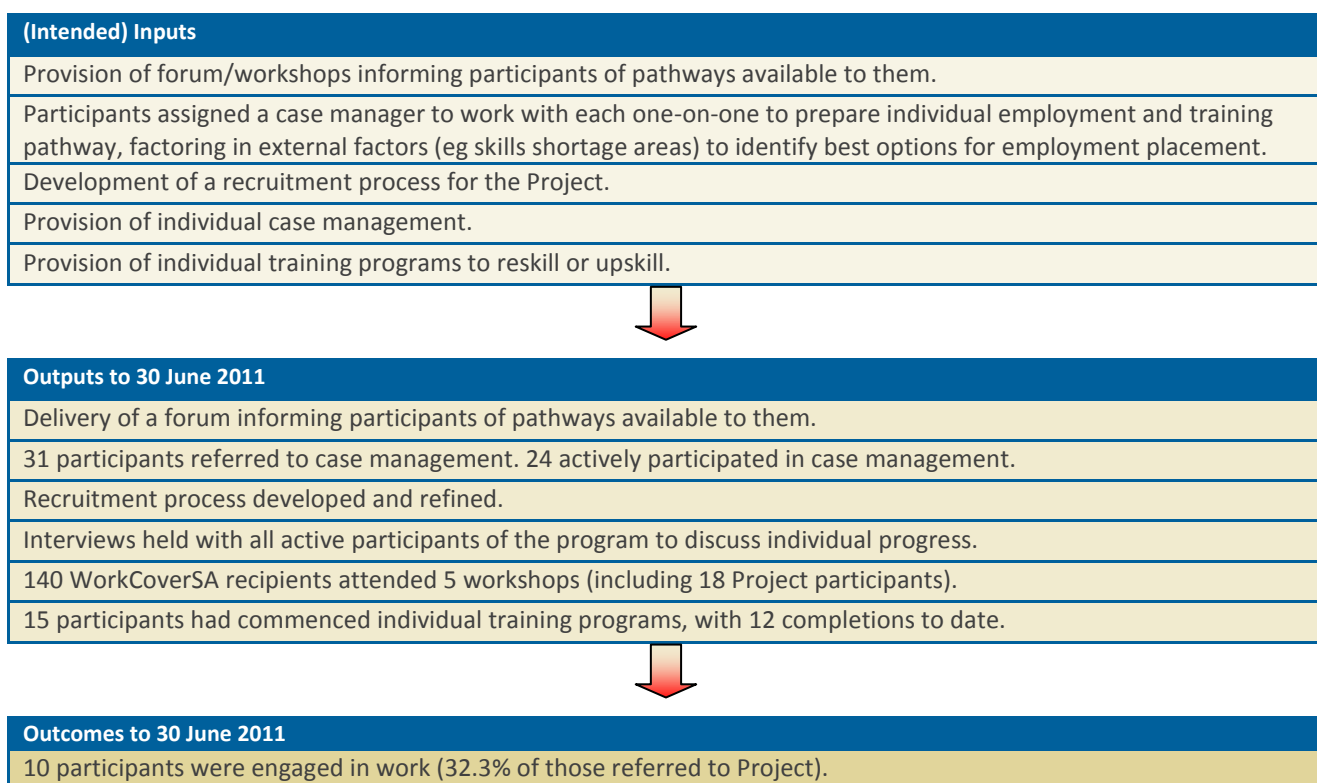 (Intended) Inputs
Provision of forum/workshops informing participants of pathways available to them.
Participants assigned a case manager to work with each one-on-one to prepare individual employment and training
pathway, factoring in external factors (eg skills shortage areas) to identify best options for employment placement.
Development of a recruitment process for the Project.
Provision of individual case management.
Provision of individual training programs to reskill or upskill.
Outputs to 30 June 2011
Delivery of a forum informing participants of pathways available to them.
31 participants referred to case management. 24 actively participated in case management.
Recruitment process developed and refined.
Interviews held with all active participants of the program to discuss individual progress.
140 WorkCoverSA recipients attended 5 workshops (including 18 Project participants).
15 participants had commenced individual training programs, with 12 completions to date.
Outcomes to 30 June 2011
10 participants were engaged in work (32.3% of those referred to Project).